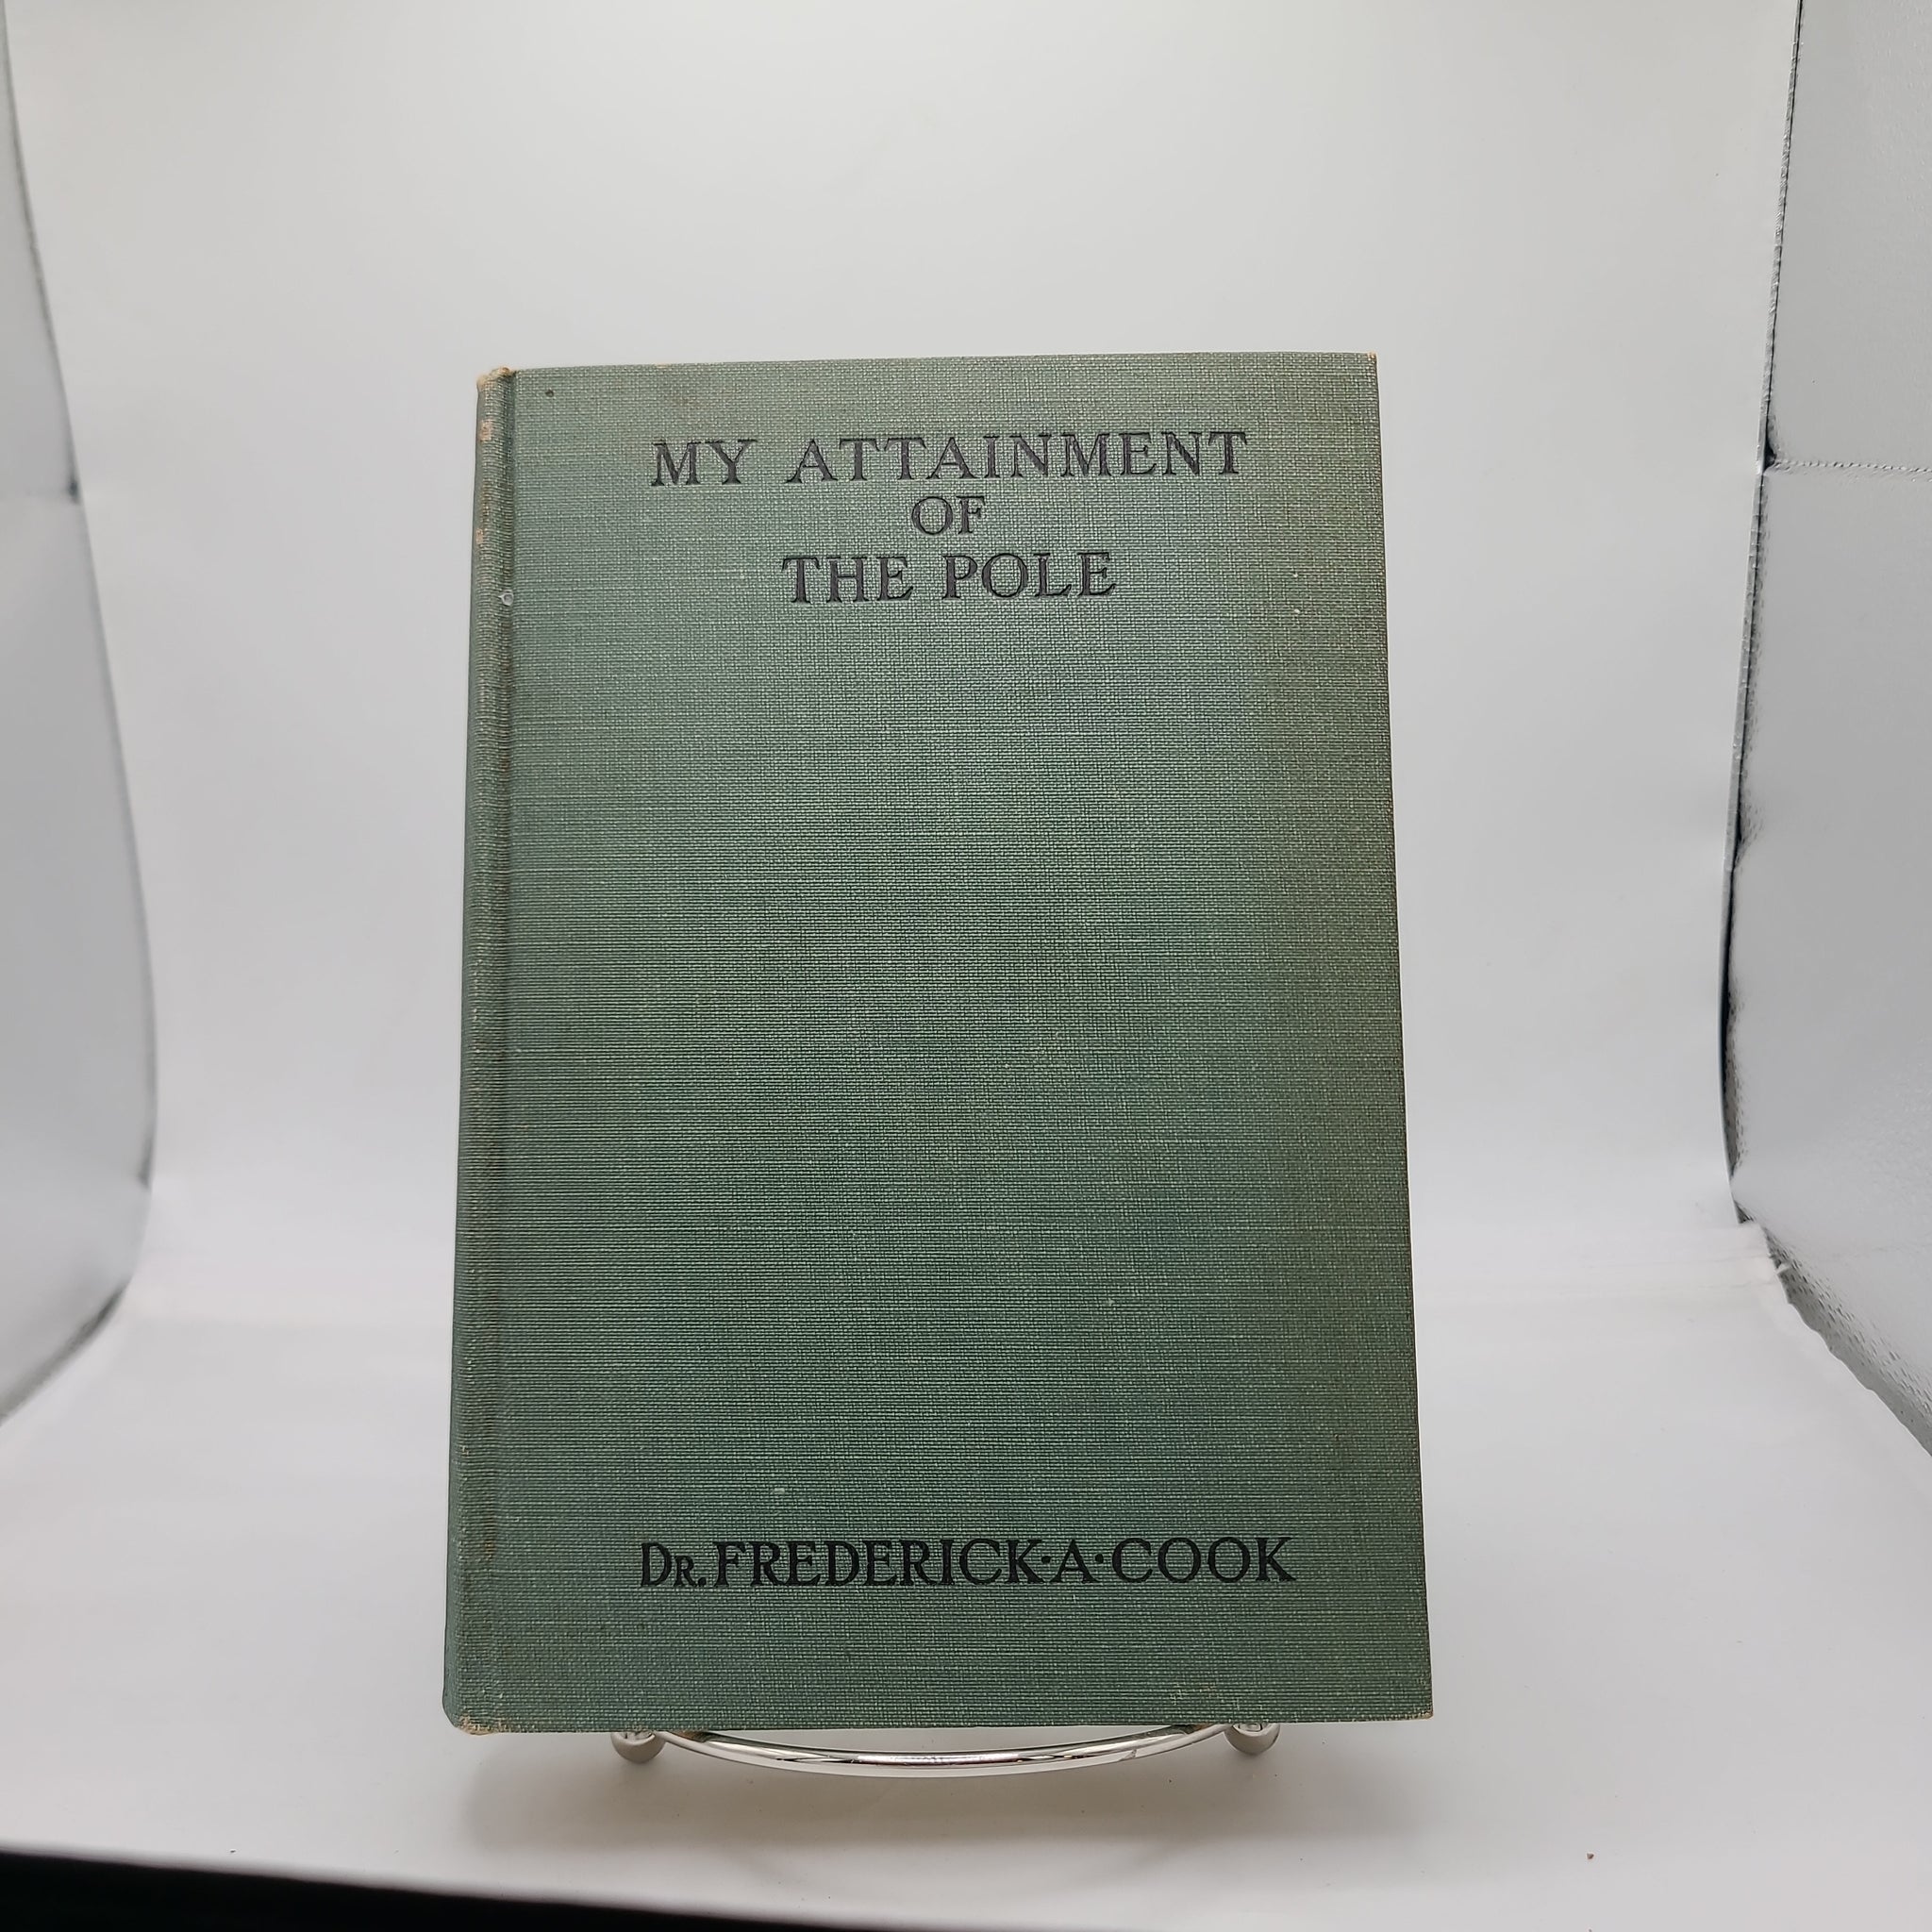 MY ATTAINMENT
OF
THE POLE
DR. FREDERICK·A·COOK